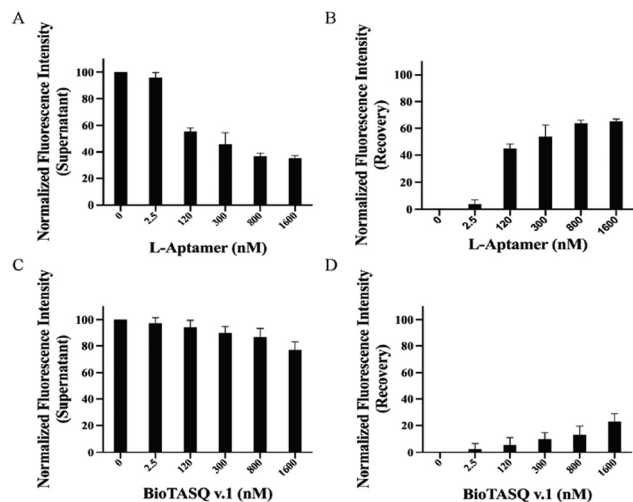 A
Normalized Fluorescence Intensity
(Supernatant)
100
80
60
40
20
0
0 2.5 120 300 800 1600
L-Aptamer (nM)
B
Normalized Fluorescence Intensity
(Recovery)
100
80
60
40
20
0
0 2.5 120 300 800 1600
L-Aptamer (nM)
C
Normalized Fluorescence Intensity
(Supernatant)
100
80
60
40
20
0
0 2.5 120 300 800 1600
BioTASQ v.1 (nM)
D
Normalized Fluorescence Intensity
(Recovery)
100
80
60
40
20
0
0 2.5 120 300 800 1600
BioTASQ v.1 (nM)